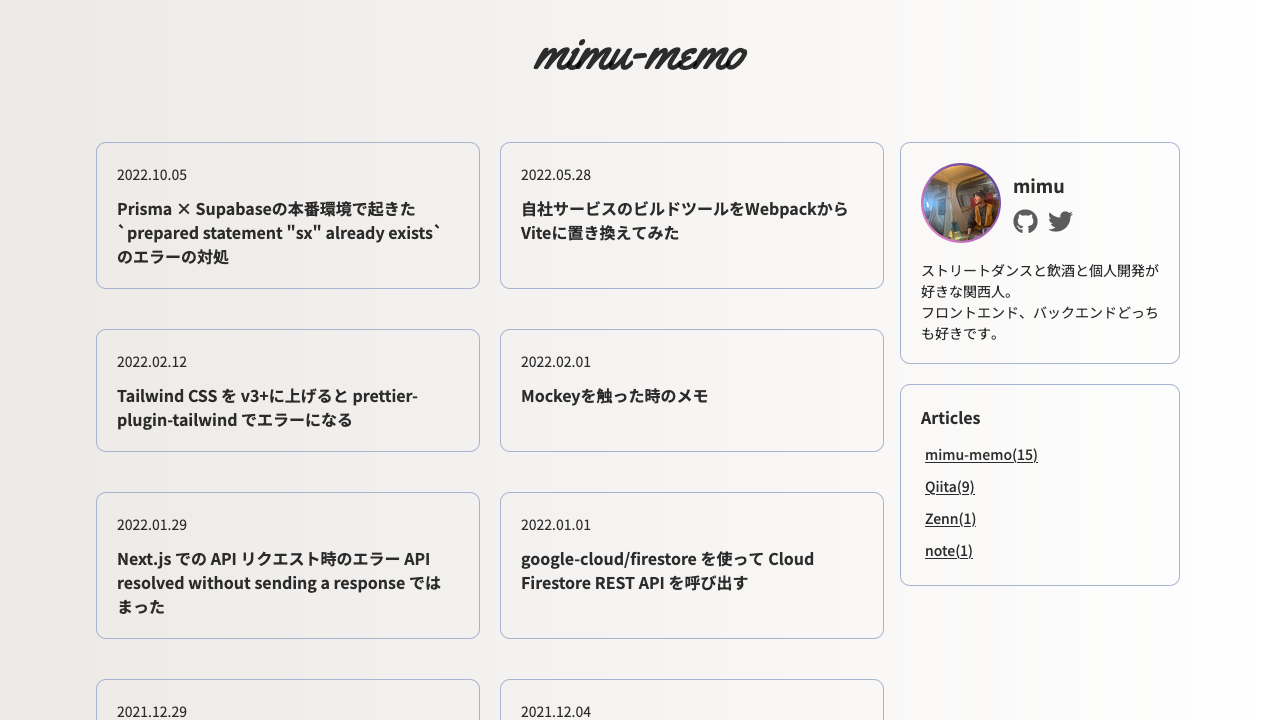 mimu-memo
2022.10.05
Prisma × Supabaseの本番環境で起きた
`prepared statement "sx" already exists`
のエラーの対処
2022.05.28
自社サービスのビルドツールをWebpackから
Viteに置き換えてみた
2022.02.12
Tailwind CSS を v3+に上げると prettier-
plugin-tailwind でエラーになる
2022.02.01
Mockeyを触った時のメモ
2022.01.29
Next.js での API リクエスト時のエラー API
resolved without sending a response では
まった
2022.01.01
google-cloud/firestore を使って Cloud
Firestore REST API を呼び出す
2021.12.29
2021.12.04
mimu
ストリートダンスと飲酒と個人開発が
好きな関西人。
フロントエンド、バックエンドどっち
も好きです。
Articles
mimu-memo(15)
Qiita(9)
Zenn(1)
note(1)